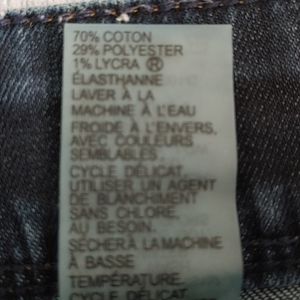 70% COTON
29% POLYESTER
1% LYCRA ®
ÉLASTHANNE
LAVER À LA
MACHINE À L'EAU
FROIDE À L'ENVERS,
AVEC COULEURS
SEMBLABLES.
CYCLE DÉLICAT.
UTILISER UN AGENT
DE BLANCHIMENT
SANS CHLORE,
AU BESOIN.
SÉCHER À LA MACHINE
À BASSE
TEMPÉRATURE.
CYCLE DÉLICAT.